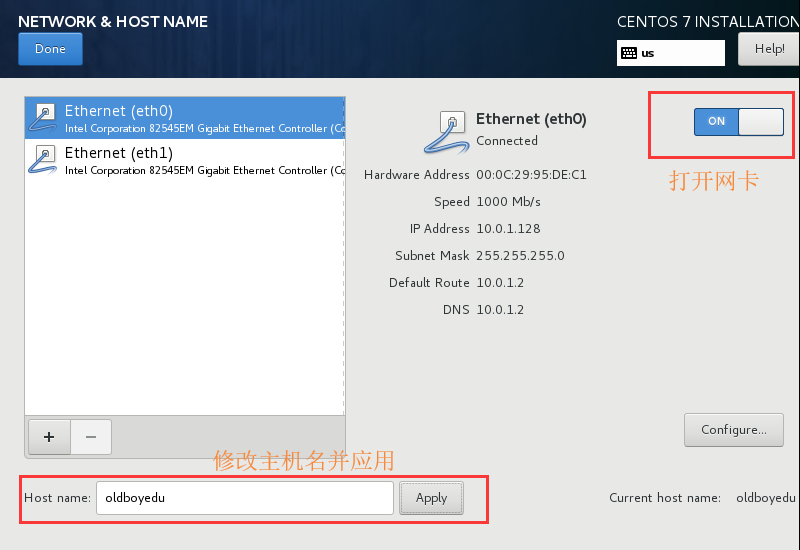 NETWORK & HOST NAME
CENTOS 7 INSTALLATION
Done
us
Help!
Ethernet (eth0)
Intel Corporation 82545EM Gigabit Ethernet Controller (Co
Ethernet (eth1)
Intel Corporation 82545EM Gigabit Ethernet Controller (Co
Ethernet (eth0)
Connected
ON
打开网卡
Hardware Address 00:0C:29:95:DE:C1
Speed 1000 Mb/s
IP Address 10.0.1.128
Subnet Mask 255.255.255.0
Default Route 10.0.1.2
DNS 10.0.1.2
+ −
Configure...
修改主机名并应用
Host name: oldboyedu Apply
Current host name: oldboyedu